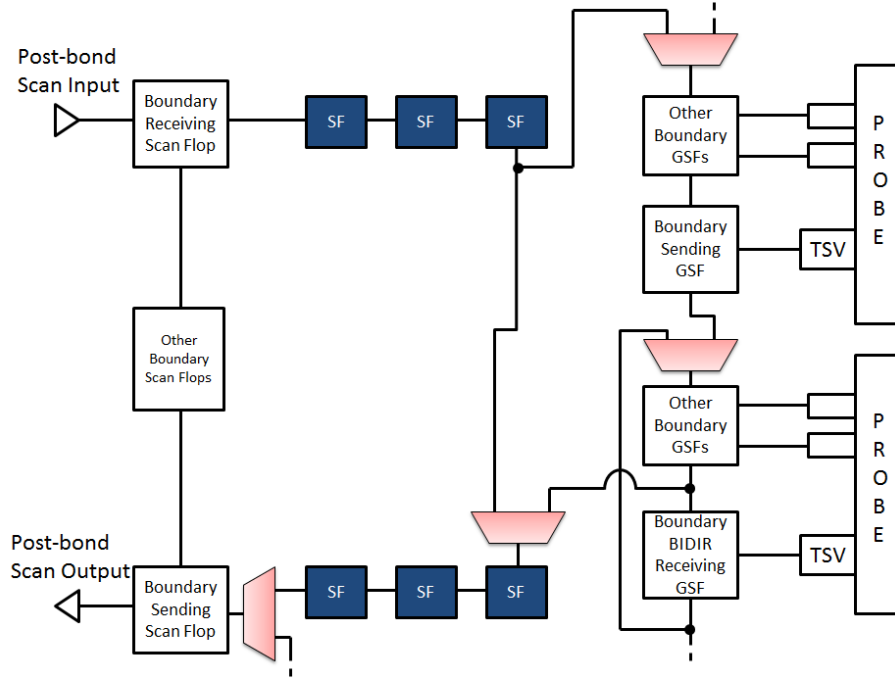 Post-bond
Scan Input
Boundary
Receiving
Scan Flop
SF
SF
SF
Other
Boundary
GSFs
P
R
O
B
E
Boundary
Sending
GSF
TSV
Other
Boundary
Scan Flops
Other
Boundary
GSFs
P
R
O
B
E
Boundary
BIDIR
Receiving
GSF
TSV
Post-bond
Scan Output
Boundary
Sending
Scan Flop
SF
SF
SF